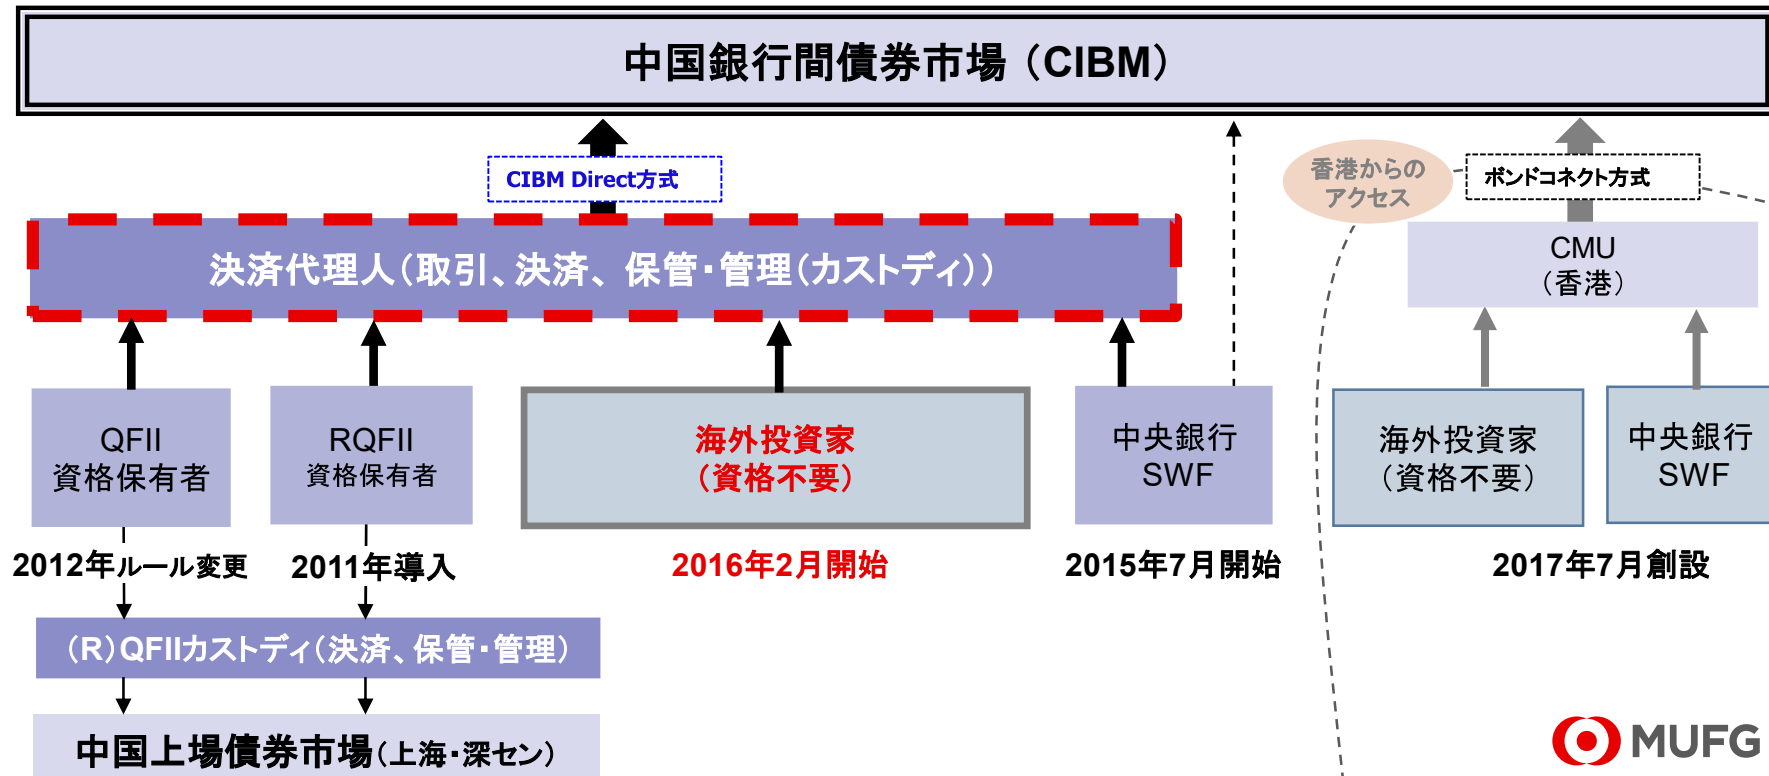 中国銀行間債券市場（CIBM）
CIBM Direct方式
香港からの
アクセス
ボンドコネクト方式
決済代理人（取引、決済、保管・管理（カストディ））
CMU
（香港）
QFII
資格保有者
RQFII
資格保有者
海外投資家
（資格不要）
中央銀行
SWF
海外投資家
（資格不要）
中央銀行
SWF
2012年ルール変更
2011年導入
2016年2月開始
2015年7月開始
2017年7月創設
（R）QFIIカストディ（決済、保管・管理）
中国上場債券市場（上海・深セン）
MUFG